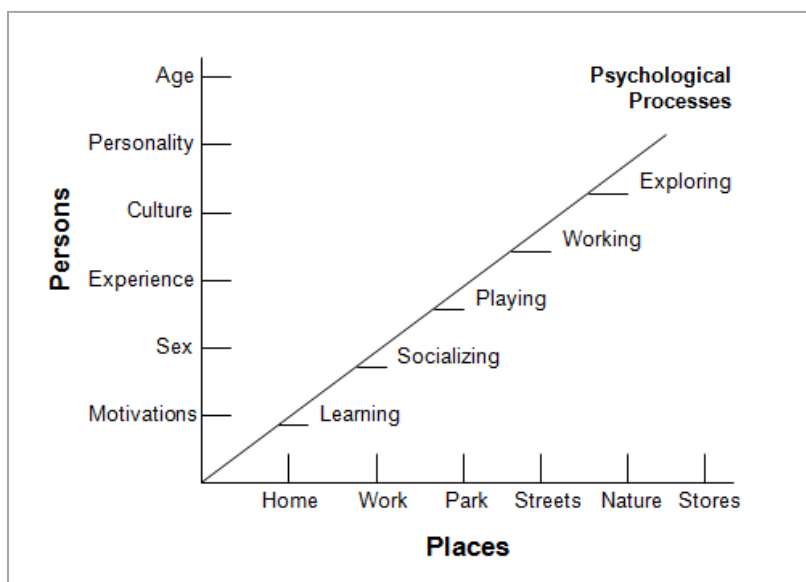 Age
Psychological
Processes
Personality
Exploring
Culture
Working
Persons
Experience
Playing
Sex
Socializing
Motivations
Learning
Home
Work
Park
Streets
Nature
Stores
Places